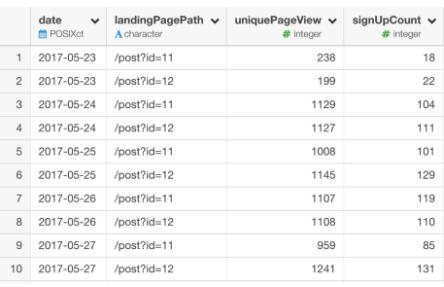 date landingPagePath uniquePageView signUpCount
POSIXct A character # integer # integer
1 2017-05-23 /post?id=11 238 18
2 2017-05-23 /post?id=12 199 22
3 2017-05-24 /post?id=11 1129 104
4 2017-05-24 /post?id=12 1127 111
5 2017-05-25 /post?id=11 1008 101
6 2017-05-25 /post?id=12 1145 129
7 2017-05-26 /post?id=11 1107 119
8 2017-05-26 /post?id=12 1108 110
9 2017-05-27 /post?id=11 959 85
10 2017-05-27 /post?id=12 1241 131